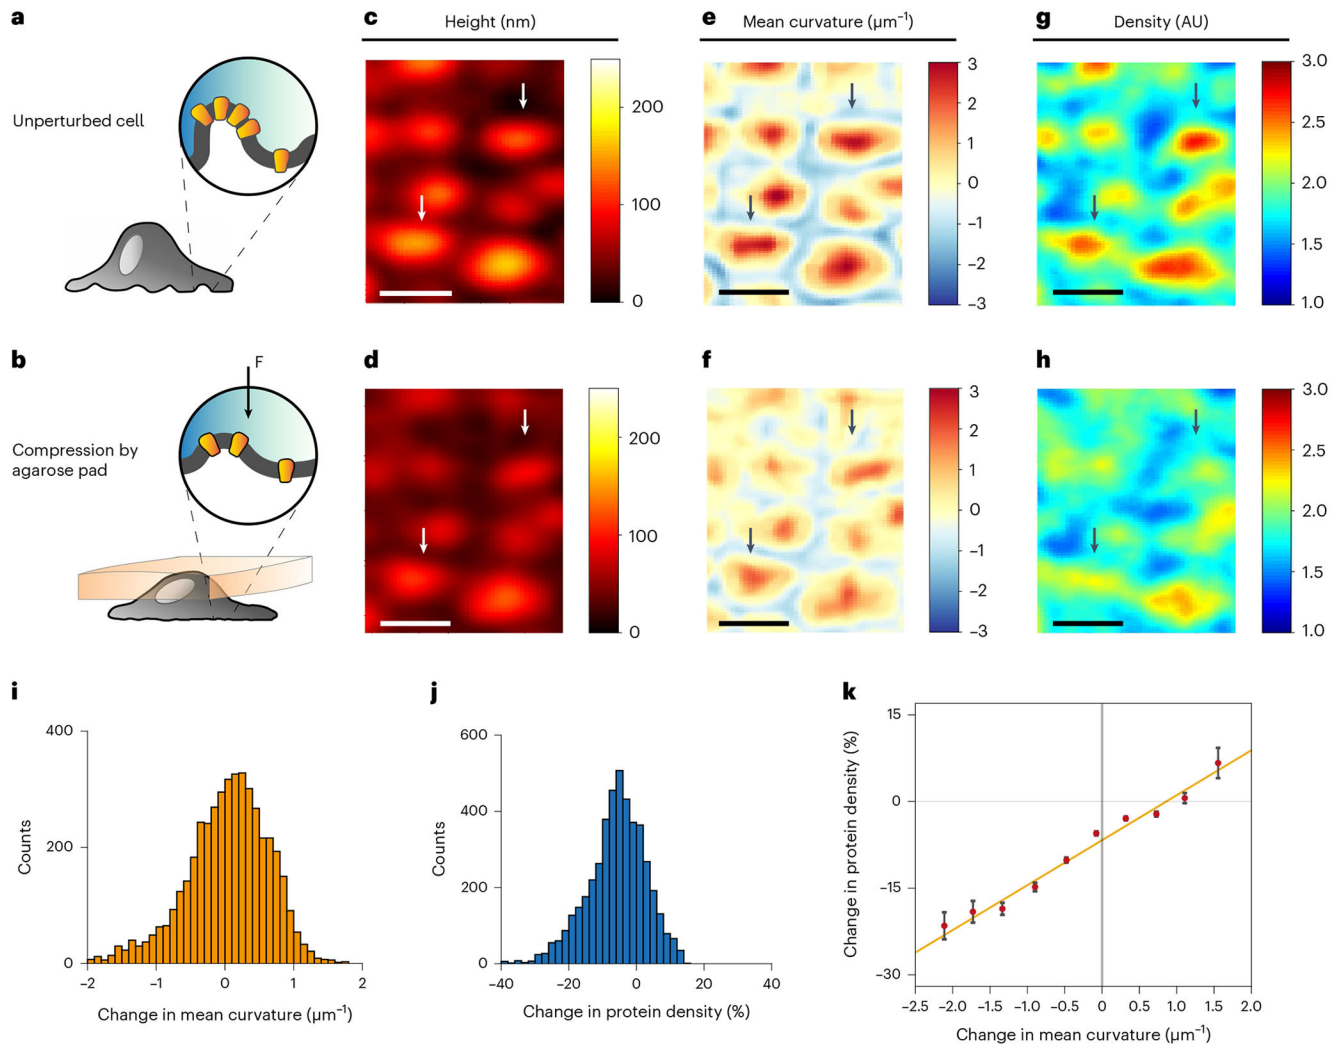 a
Unperturbed cell
c
Height (nm)
200
100
0
e
Mean curvature (µm⁻¹)
3
2
1
0
−1
−2
−3
g
Density (AU)
3.0
2.5
2.0
1.5
1.0
b
F
Compression by
agarose pad
d
200
100
0
f
3
2
1
0
−1
−2
−3
h
3.0
2.5
2.0
1.5
1.0
i
Counts
400
200
0
−2 −1 0 1 2
Change in mean curvature (µm⁻¹)
j
Counts
600
400
200
0
−40 −20 0 20 40
Change in protein density (%)
k
Change in protein density (%)
15
0
−15
−30
−2.5 −2.0 −1.5 −1.0 −0.5 0 0.5 1.0 1.5 2.0
Change in mean curvature (µm⁻¹)